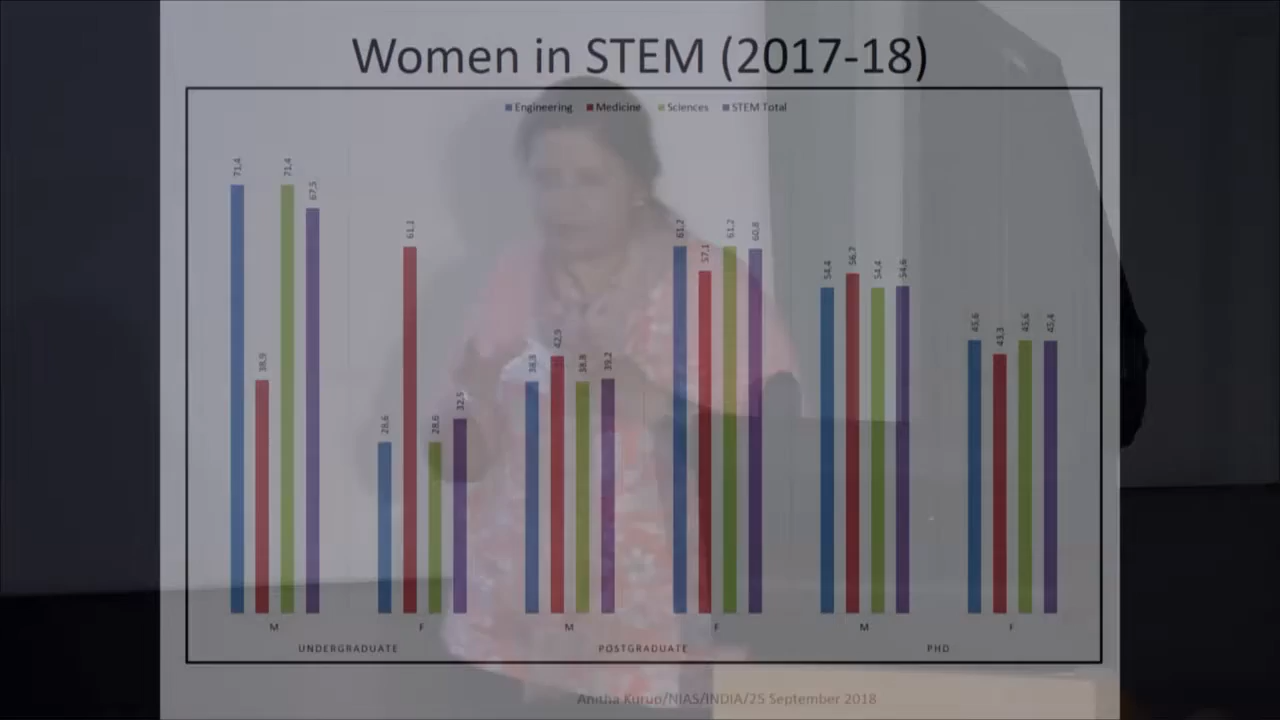 Women in STEM (2017-18)
Engineering Medicine Sciences STEM Total
71,4 38,9 71,4 67,5 28,6 61,1 28,6 32,5 38,8 42,9 38,8 39,2 61,2 57,1 61,2 60,8 54,4 56,7 54,4 54,6 45,6 43,3 45,6 45,4
M F M F M F
UNDERGRADUATE POSTGRADUATE PHD
Anitha Kurup/NIAS/INDIA/25 September 2018